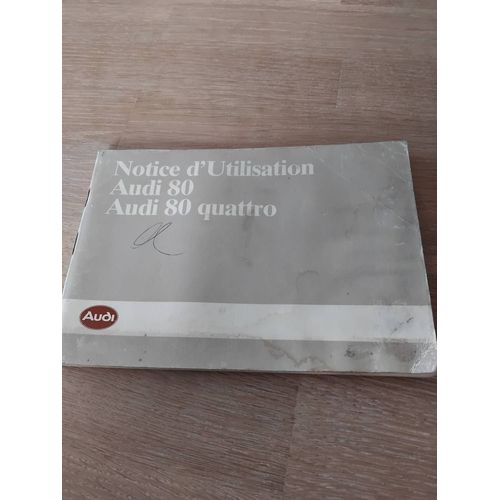 Notice d'Utilisation
Audi 80
Audi 80 quattro
Audi